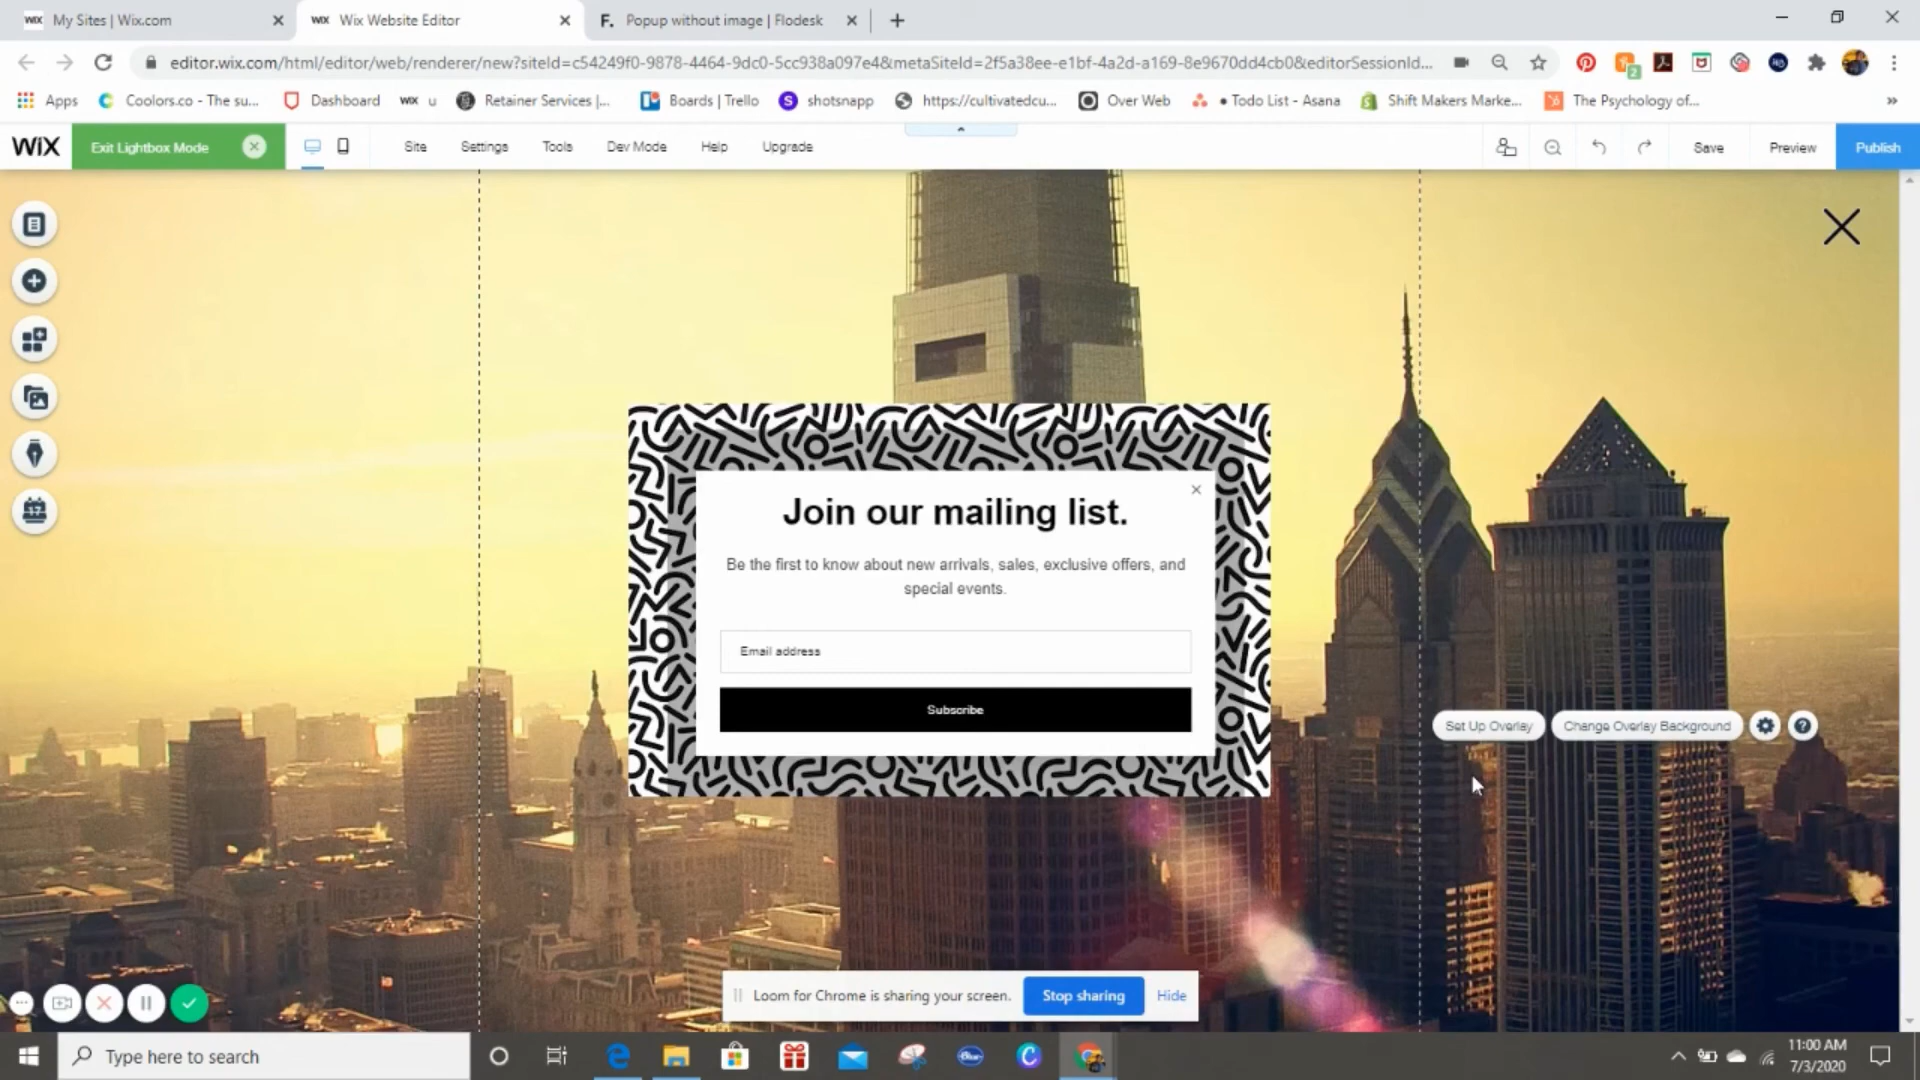 My Sites | Wix.com
Wix Website Editor
Popup without image | Flodesk
editor.wix.com/html/editor/web/renderer/new?siteId=c54249f0-9878-4464-9dc0-5cc938a097e4&metaSiteId=2f5a38ee-e1bf-4a2d-a169-8e9670dd4cb0&editorSessionId...
2
Apps
Coolors.co - The su...
Dashboard
WIX u
Retainer Services |...
Boards | Trello
shotsnapp
https://cultivatedcu...
Over Web
• Todo List - Asana
Shift Makers Marke...
The Psychology of...
»
WiX
Exit Lightbox Mode
Site
Settings
Tools
Dev Mode
Help
Upgrade
Save
Preview
Publish
17
Join our mailing list.
Be the first to know about new arrivals, sales, exclusive offers, and
special events.
Email address
Subscribe
Set Up Overlay
Change Overlay Background
?
Loom for Chrome is sharing your screen.
Stop sharing
Hide
Type here to search
11:00 AM
7/3/2020